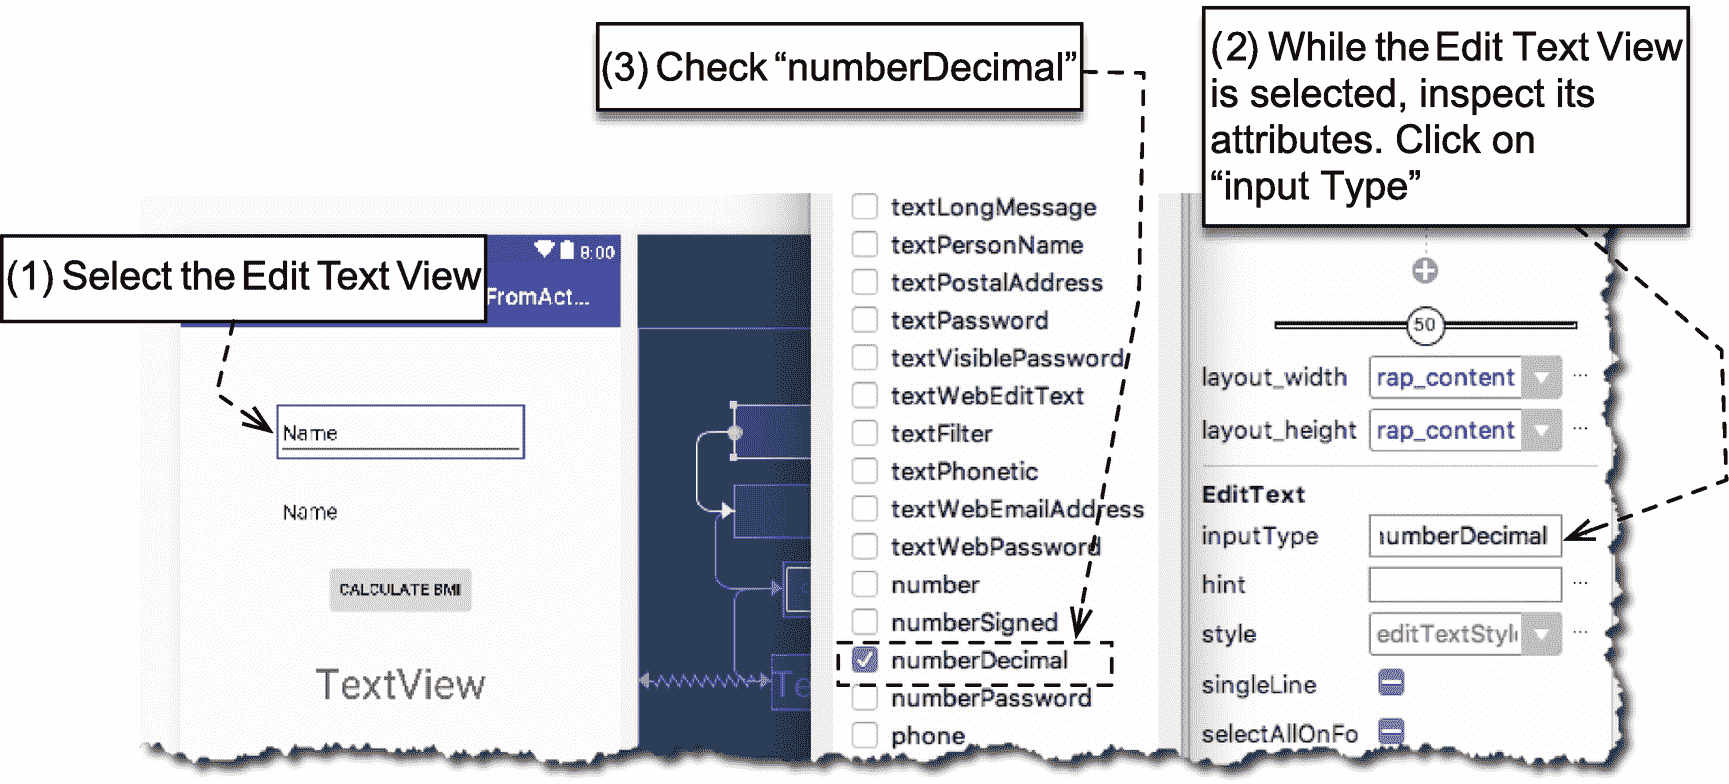 (3) Check “numberDecimal”
(2) While the Edit Text View
is selected, inspect its
attributes. Click on
“input Type”
(1) Select the Edit Text View
8:00
FromAct...
Name
Name
CALCULATE BMI
TextView
Te
textLongMessage
textPersonName
textPostalAddress
textPassword
textVisiblePassword
textWebEditText
textFilter
textPhonetic
textWebEmailAddress
textWebPassword
number
numberSigned
numberDecimal
numberPassword
phone
50
layout_width rap_content ...
layout_height rap_content ...
EditText
inputType numberDecimal
hint ...
style editTextStyl ...
singleLine
selectAllOnFo